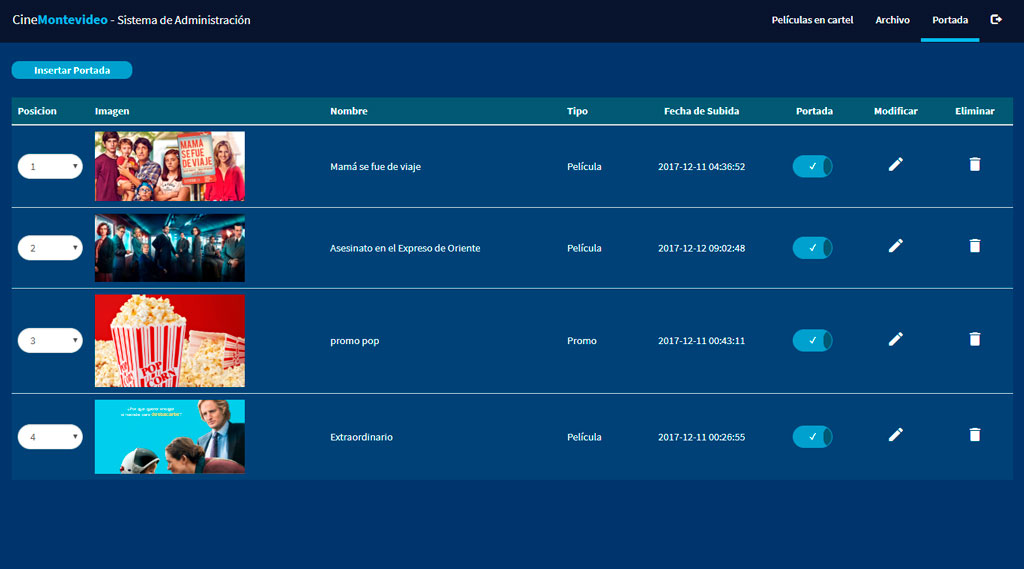 CineMontevideo - Sistema de Administración
Películas en cartel
Archivo
Portada
Insertar Portada
Posicion Imagen Nombre Tipo Fecha de Subida Portada Modificar Eliminar
1
MAMÁ
SE FUE
DE VIAJE
Mamá se fue de viaje Película 2017-12-11 04:36:52
2 Asesinato en el Expreso de Oriente Película 2017-12-12 09:02:48
3
POP
CORN
promo pop Promo 2017-12-11 00:43:11
4
Extraordinario Película 2017-12-11 00:26:55